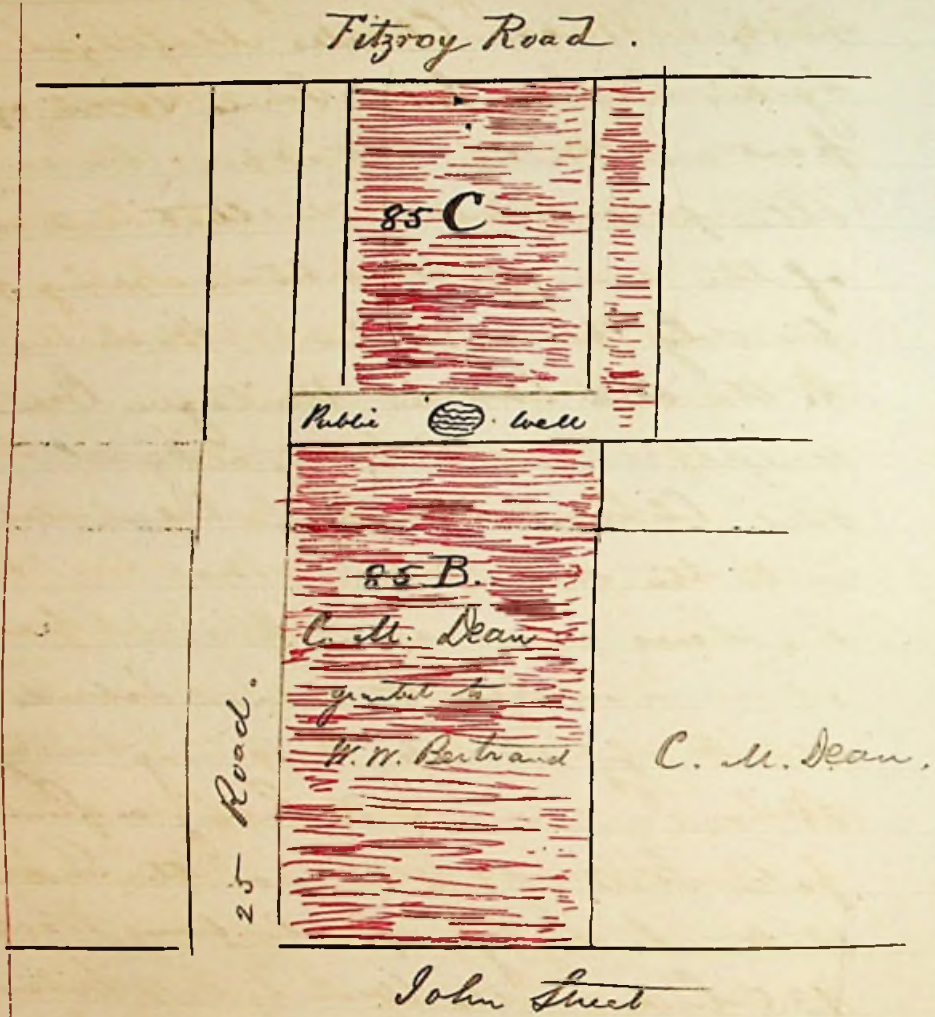 Fitzroy Road.
85 C
Public well
85 B.
C. M. Dean
granted to
W. W. Bertrand
C. M. Dean.
25 Road.
John Street